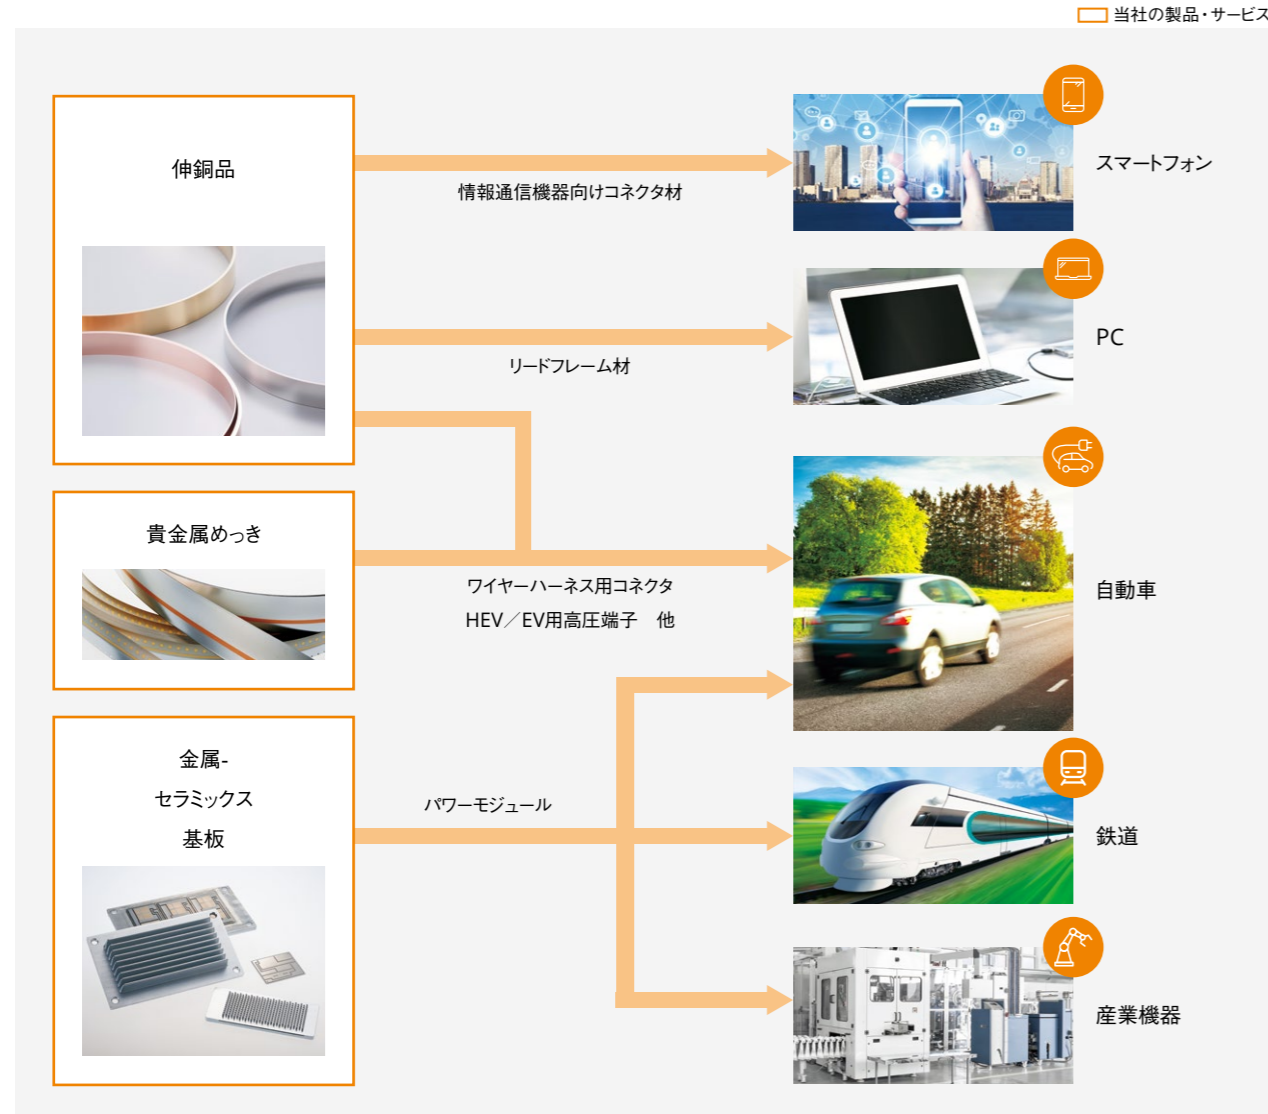 当社の製品・サービス
伸銅品
情報通信機器向けコネクタ材
スマートフォン
リードフレーム材
PC
貴金属めっき
ワイヤーハーネス用コネクタ
HEV／EV用高圧端子　他
自動車
金属-
セラミックス
基板
パワーモジュール
鉄道
産業機器